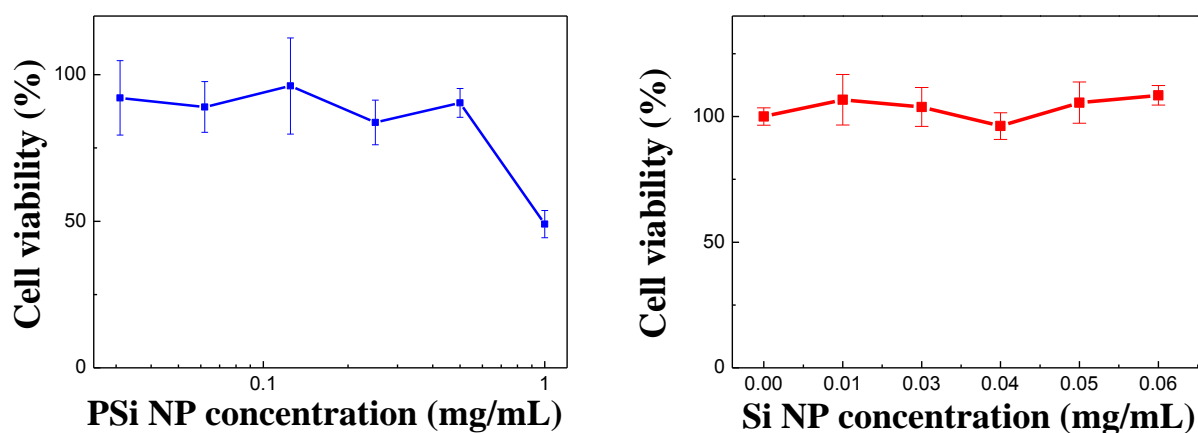 Cell viability (%)
100
50
0
0.1
1
PSi NP concentration (mg/mL)
Cell viability (%)
100
50
0
0.00 0.01 0.03 0.04 0.05 0.06
Si NP concentration (mg/mL)